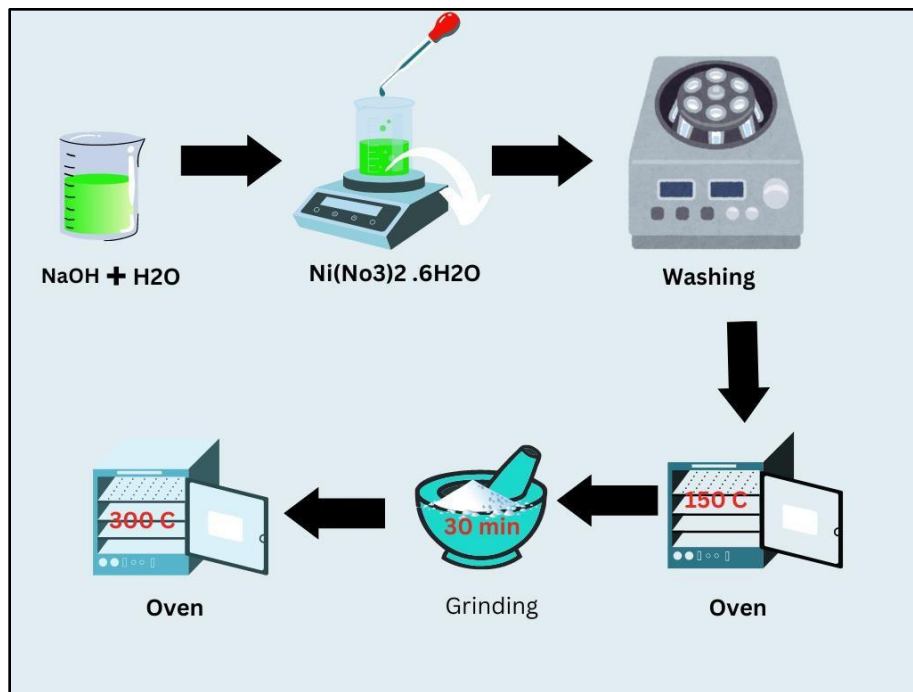 NaOH + H2O
Ni(No3)2 .6H2O
Washing
150 C
Oven
30 min
Grinding
300 C
Oven